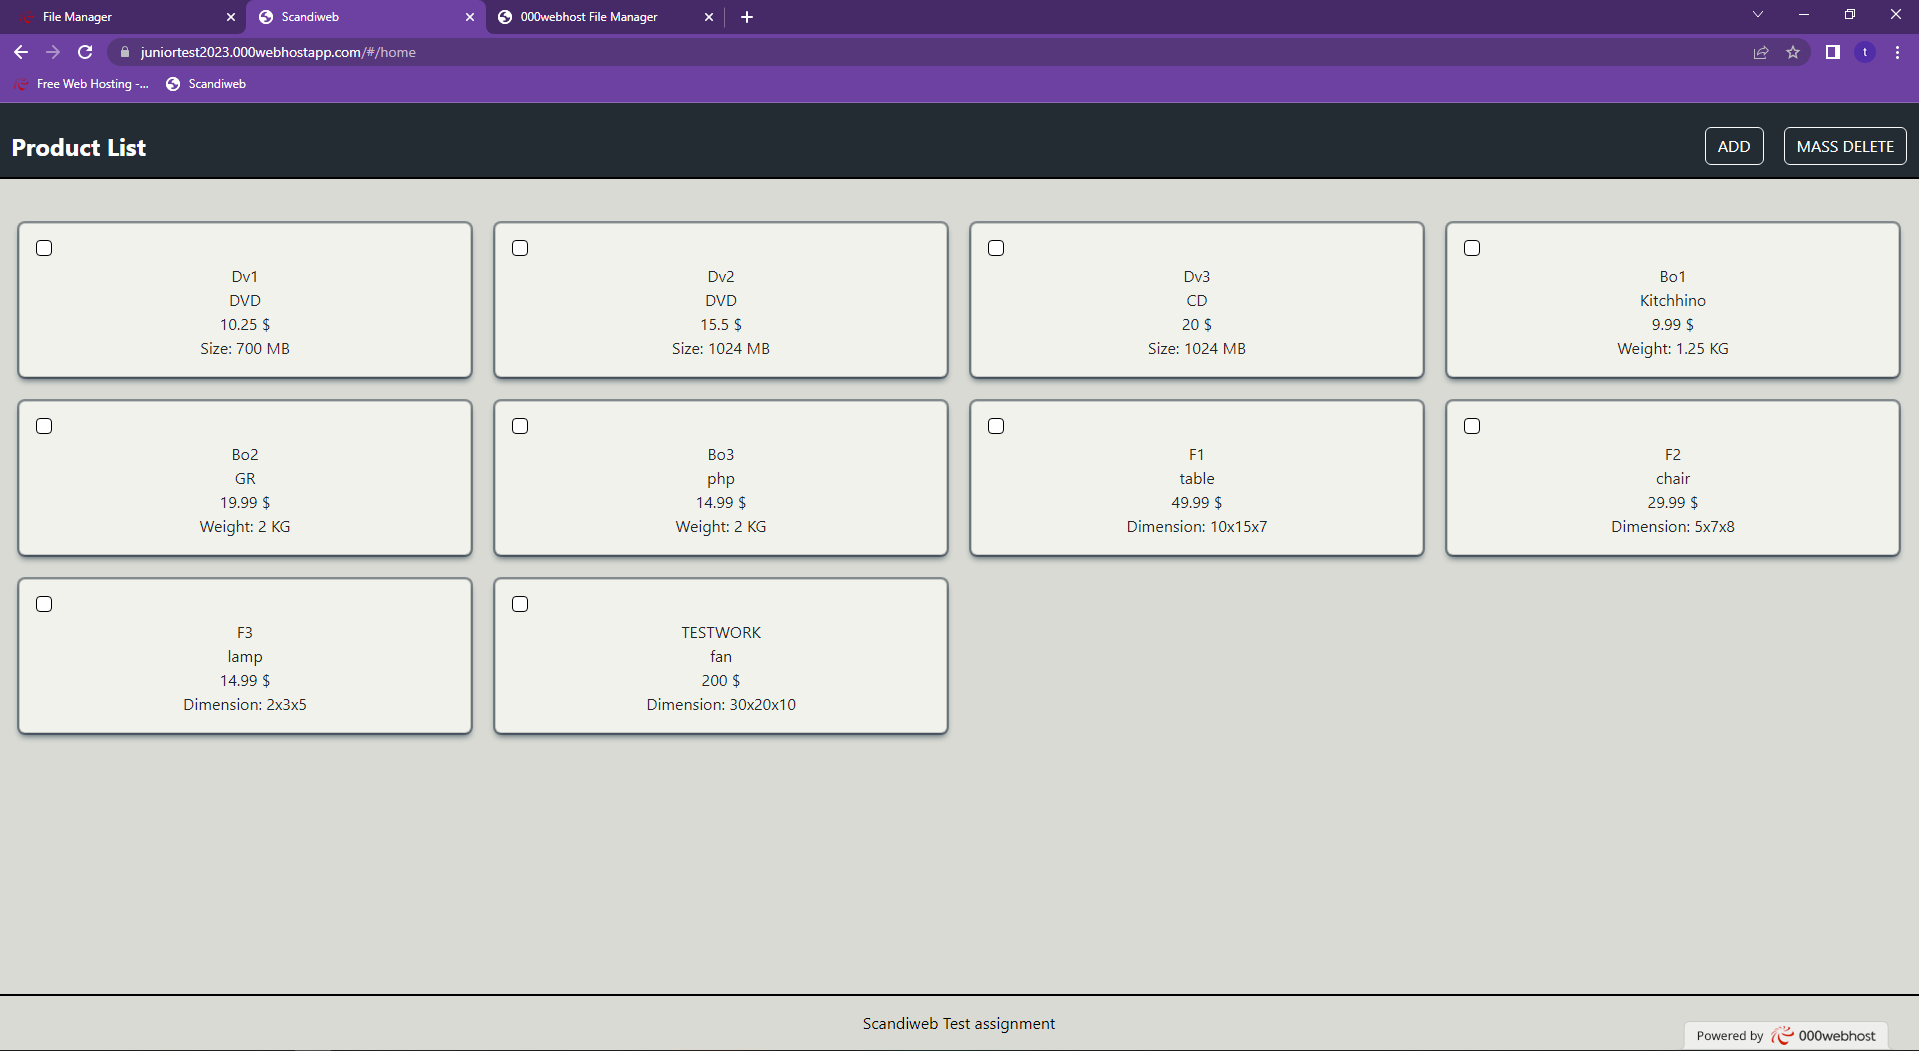 File Manager
Scandiweb
000webhost File Manager
juniortest2023.000webhostapp.com/#/home
t
Free Web Hosting -...
Scandiweb
Product List
ADD
MASS DELETE
Dv1
DVD
10.25 $
Size: 700 MB
Dv2
DVD
15.5 $
Size: 1024 MB
Dv3
CD
20 $
Size: 1024 MB
Bo1
Kitchhino
9.99 $
Weight: 1.25 KG
Bo2
GR
19.99 $
Weight: 2 KG
Bo3
php
14.99 $
Weight: 2 KG
F1
table
49.99 $
Dimension: 10x15x7
F2
chair
29.99 $
Dimension: 5x7x8
F3
lamp
14.99 $
Dimension: 2x3x5
TESTWORK
fan
200 $
Dimension: 30x20x10
Scandiweb Test assignment
Powered by 000webhost